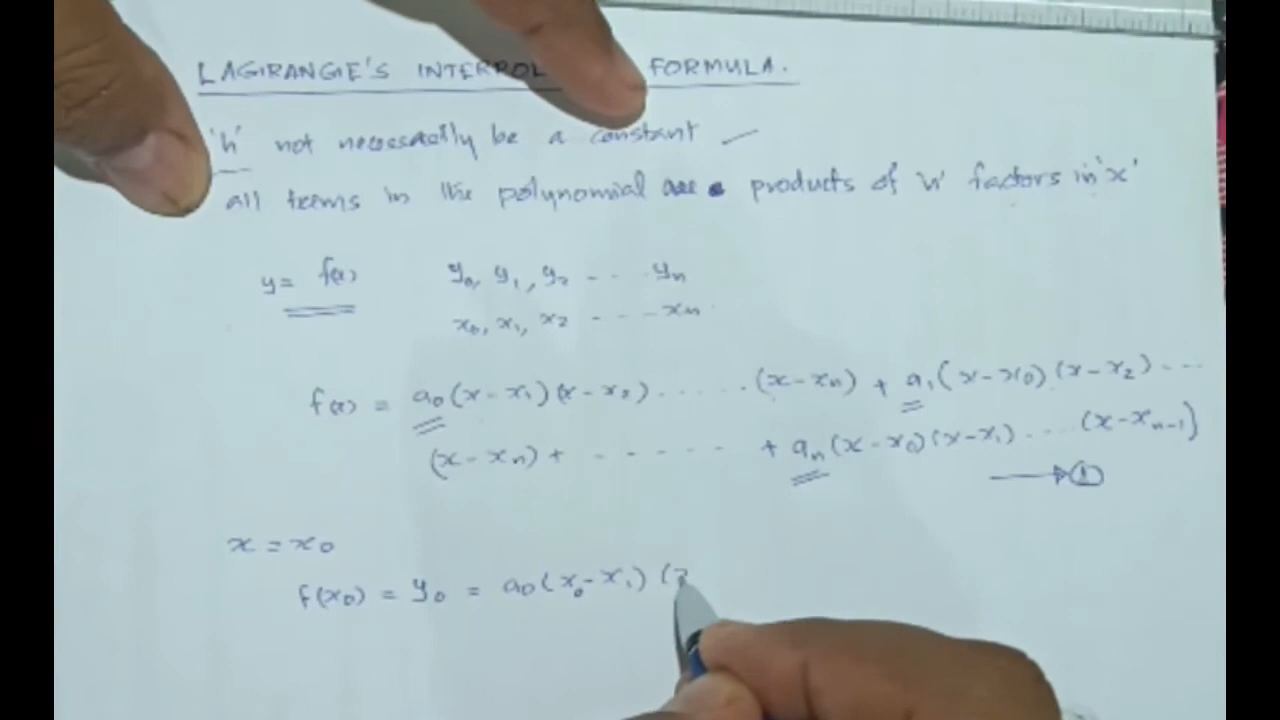 LAGRANGE'S INTERPOL FORMULA.
'h' not necessarily be a constant
all terms in the polynomial are products of 'n' factors in 'x'
y = f(x) y₀, y₁, y₂ - - - - yₙ
x₀, x₁, x₂ - - - - xₙ
f(x) = a₀(x-x₁)(x-x₂).......(x-xₙ) + a₁(x-x₀)(x-x₂)....
(x-xₙ) + - - - - - - + aₙ(x-x₀)(x-x₁).....(x-xₙ₋₁)
→ ①
x = x₀
f(x₀) = y₀ = a₀(x₀-x₁)(